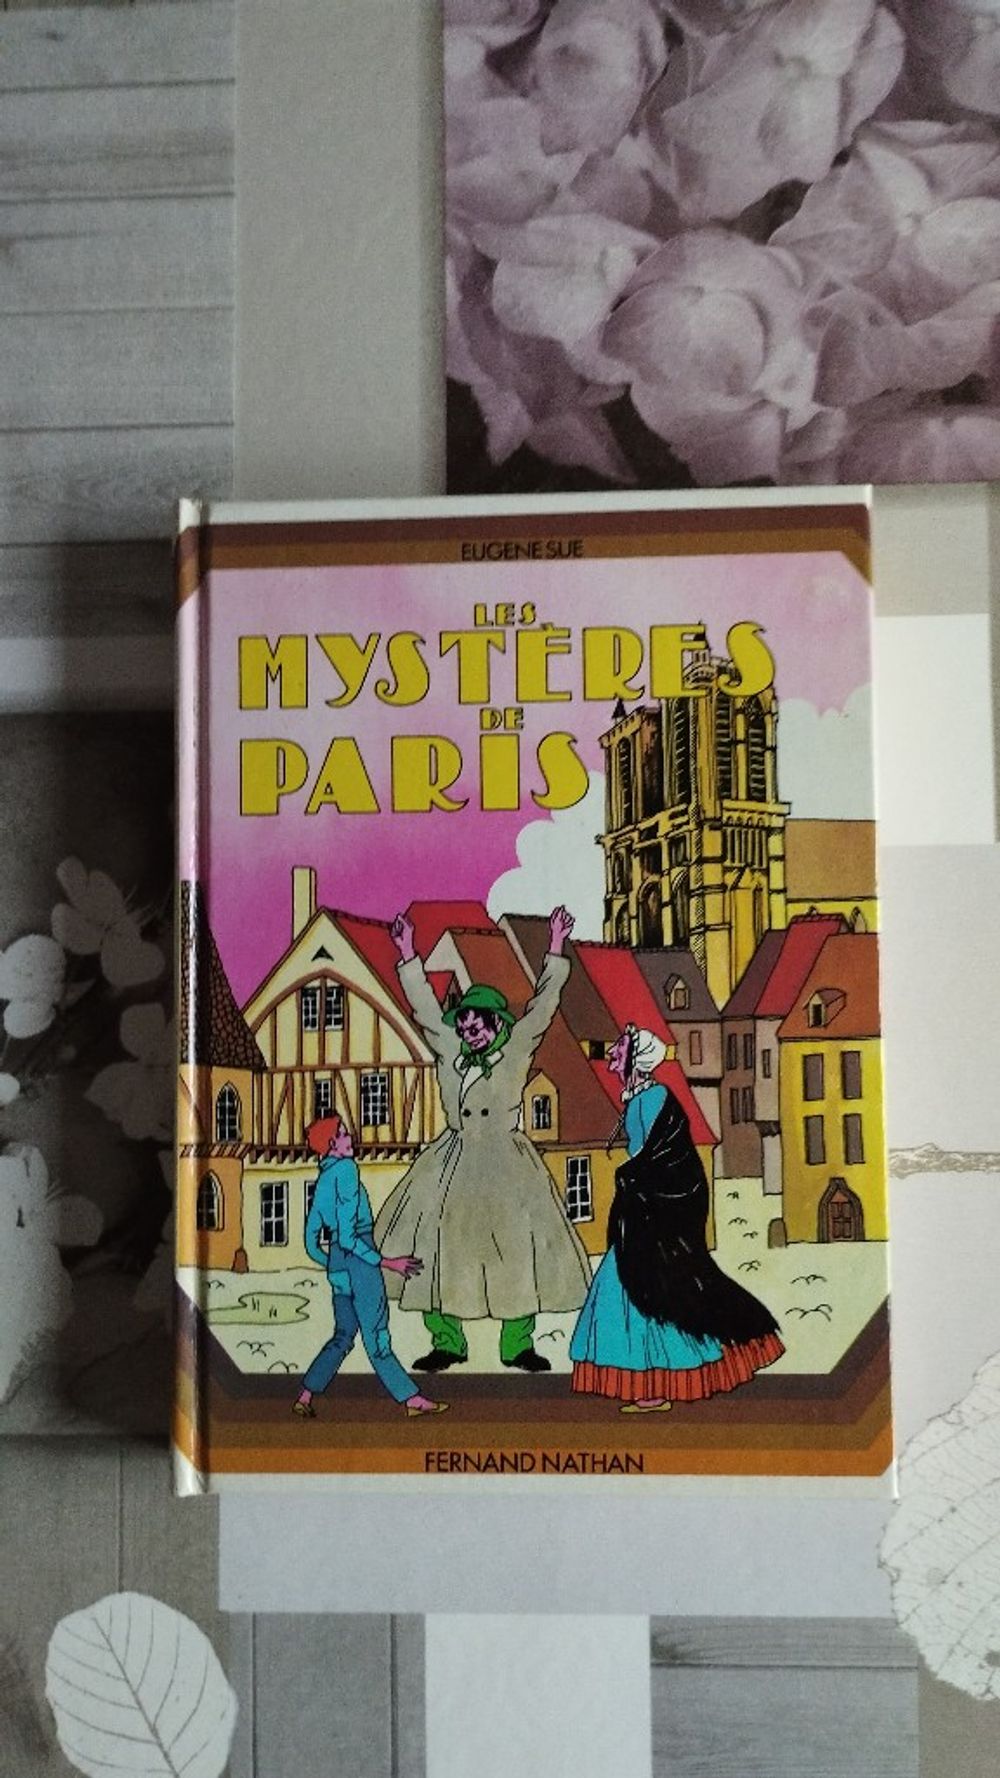 EUGENE SUE
LES
MYSTÈRES
DE
PARIS
FERNAND NATHAN